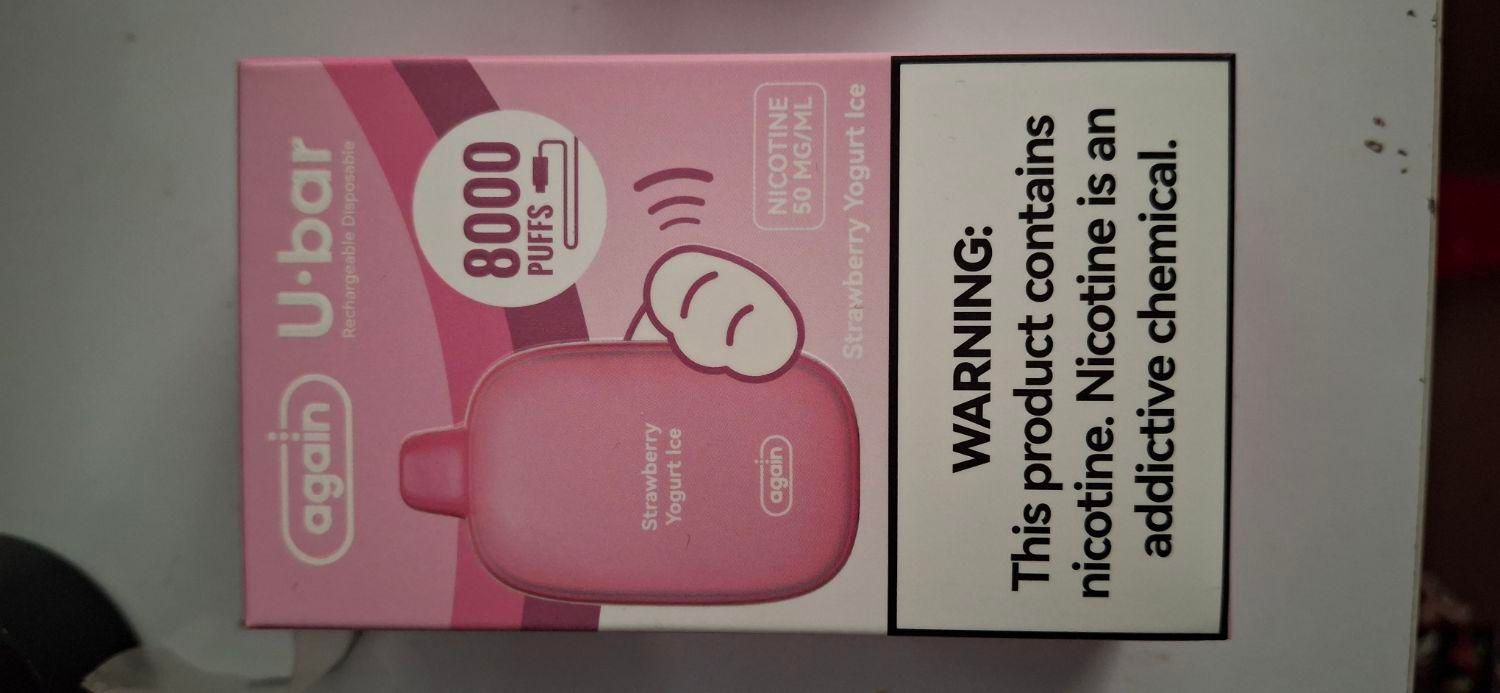 again U·bar
Rechargeable Disposable
8000
PUFFS
Strawberry
Yogurt Ice
again
NICOTINE
50 MG/ML
Strawberry Yogurt Ice
WARNING:
This product contains
nicotine. Nicotine is an
addictive chemical.